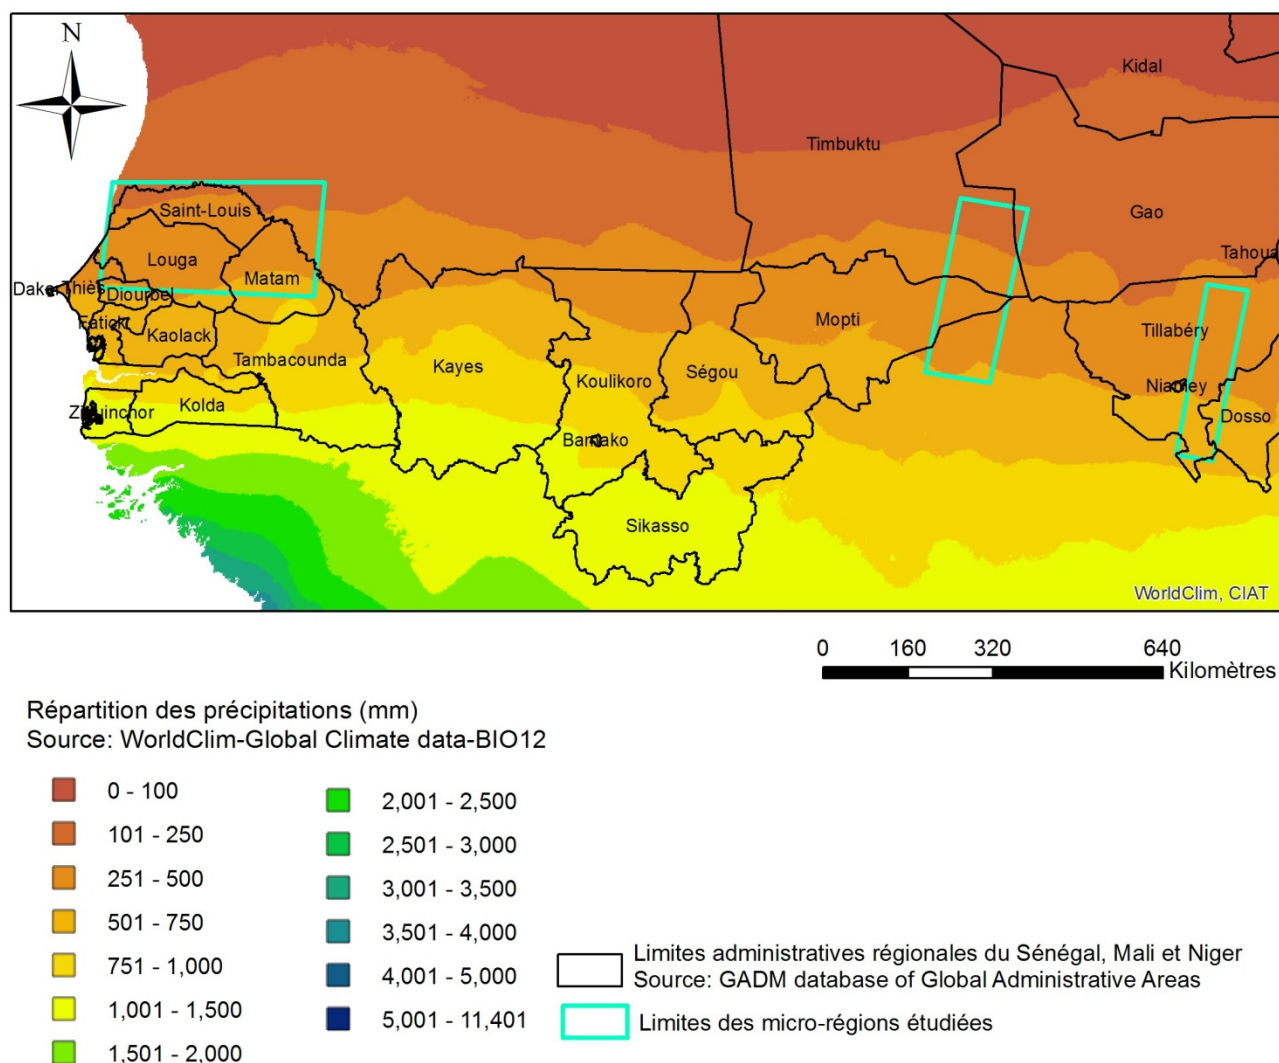 N
Kidal
Timbuktu
Saint-Louis
Gao
Louga
Tahoua
Matam
Dakar
Thiès
Diourbel
Fatick
Kaolack
Mopti
Tillabéry
Tambacounda
Kayes
Ségou
Koulikoro
Niamey
Ziguinchor
Kolda
Dosso
Bamako
Sikasso
WorldClim, CIAT
0 160 320 640
Kilomètres
Répartition des précipitations (mm)
Source: WorldClim-Global Climate data-BIO12
0 - 100
101 - 250
251 - 500
501 - 750
751 - 1,000
1,001 - 1,500
1,501 - 2,000
2,001 - 2,500
2,501 - 3,000
3,001 - 3,500
3,501 - 4,000
4,001 - 5,000
5,001 - 11,401
Limites administratives régionales du Sénégal, Mali et Niger
Source: GADM database of Global Administrative Areas
Limites des micro-régions étudiées